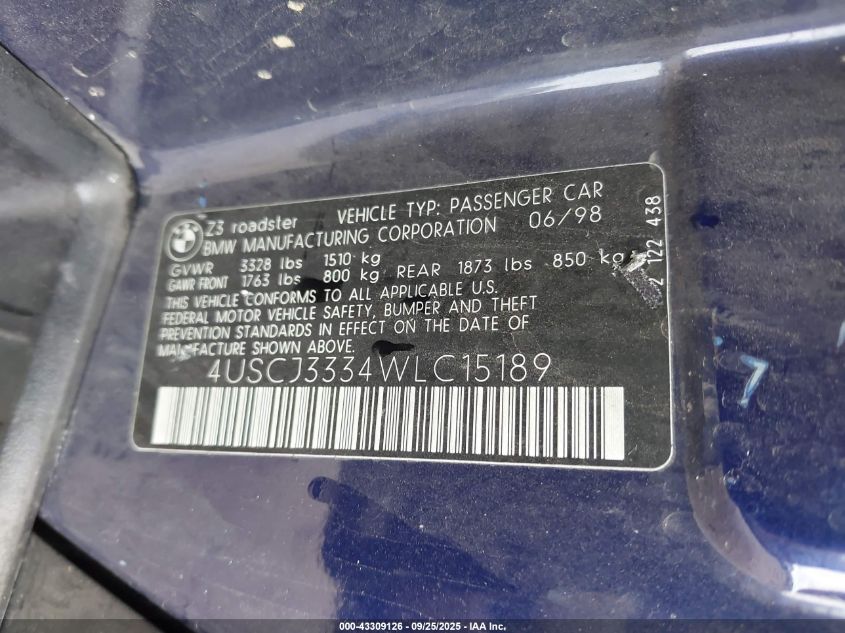 Z3 roadster VEHICLE TYP: PASSENGER CAR
BMW MANUFACTURING CORPORATION 06/98
GVWR 3328 lbs 1510 kg
GAWR FRONT 1763 lbs 800 kg REAR 1873 lbs 850 kg
THIS VEHICLE CONFORMS TO ALL APPLICABLE U.S.
FEDERAL MOTOR VEHICLE SAFETY, BUMPER AND THEFT
PREVENTION STANDARDS IN EFFECT ON THE DATE OF
MANUFACTURE SHOWN ABOVE.
4USCJ3334WLC15189
2 122 438
7
000-43309126 - 09/25/2025 - IAA Inc.